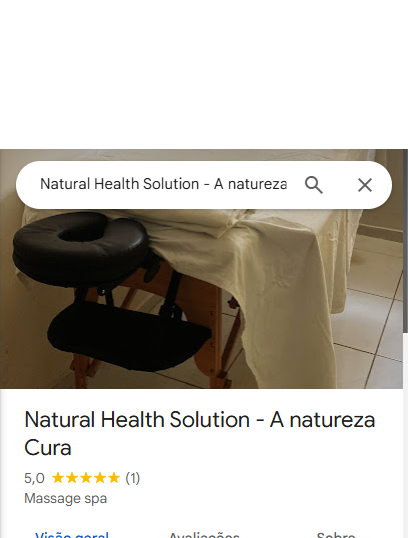 Natural Health Solution - A natureza
Natural Health Solution - A natureza
Cura
5,0 ★★★★★ (1)
Massage spa
Visão geral Avaliações Sobre